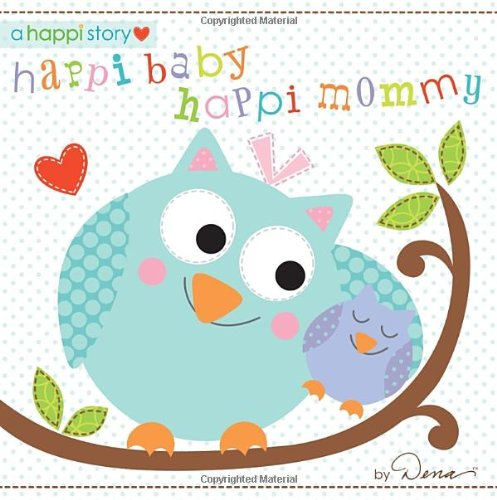 Copyrighted Material
a happi story
happi baby
happi mommy
by Dena
Copyrighted Material